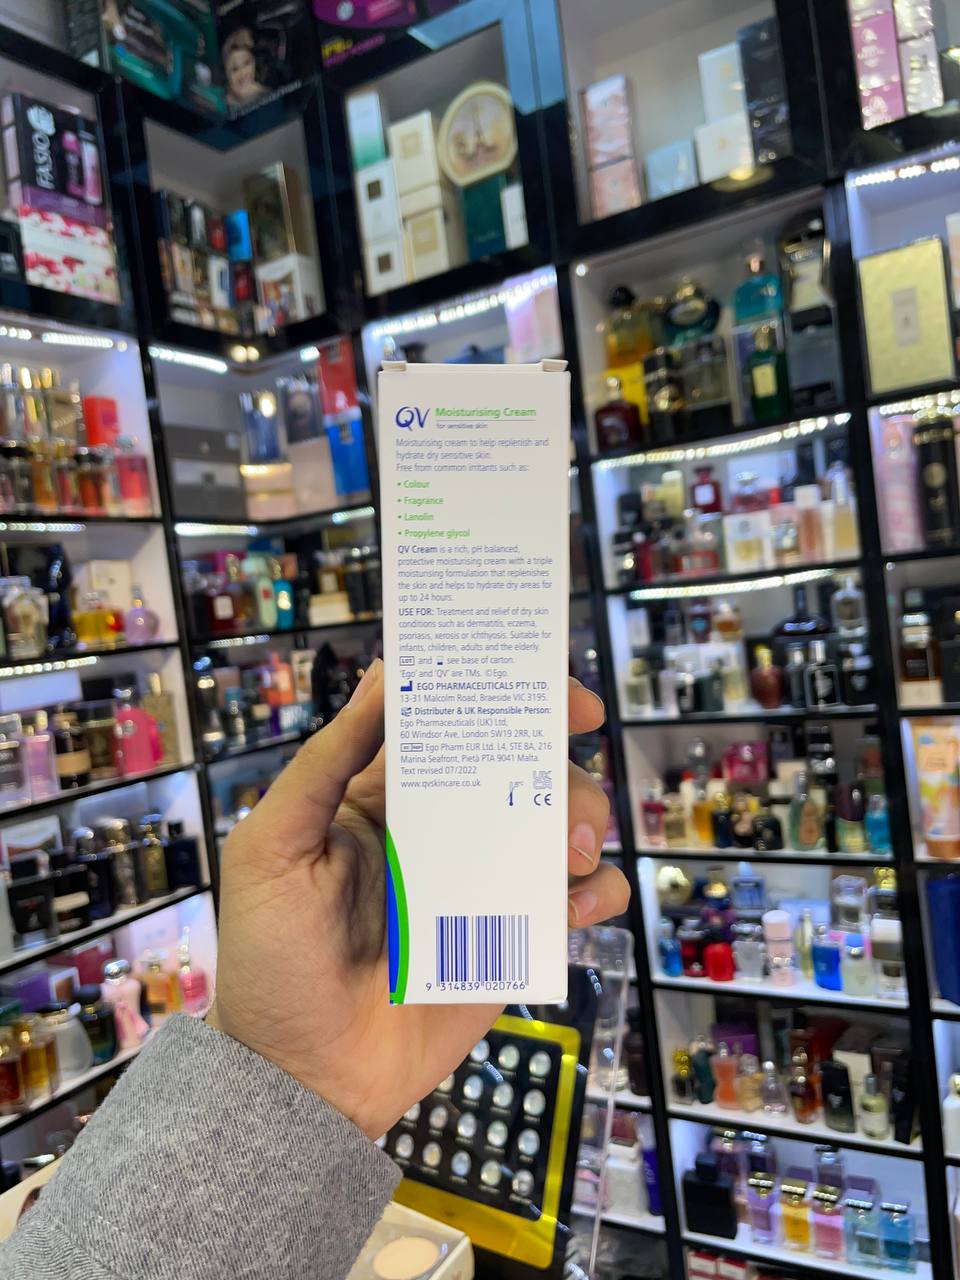 FASIO
QV Moisturising Cream
for sensitive skin
Moisturising cream to help replenish and
hydrate dry sensitive skin.
Free from common irritants such as:
• Colour
• Fragrance
• Lanolin
• Propylene glycol
QV Cream is a rich, pH balanced,
protective moisturising cream with a triple
moisturising formulation that replenishes
the skin and helps to hydrate dry areas for
up to 24 hours.
USE FOR: Treatment and relief of dry skin
conditions such as dermatitis, eczema,
psoriasis, xerosis or ichthyosis. Suitable for
infants, children, adults and the elderly.
LOT and see base of carton.
'Ego' and 'QV' are TMs. ©Ego.
EGO PHARMACEUTICALS PTY LTD,
13-31 Malcolm Road, Braeside VIC 3195.
Distributer & UK Responsible Person:
Ego Pharmaceuticals (UK) Ltd,
60 Windsor Ave, London SW19 2RR, UK.
EC REP Ego Pharm EUR Ltd. L4, STE 8A, 216
Marina Seafront, Pietà PTA 9041 Malta.
Text revised 07/2022
www.qvskincare.co.uk
UK
CA
CE
9 314839 020766